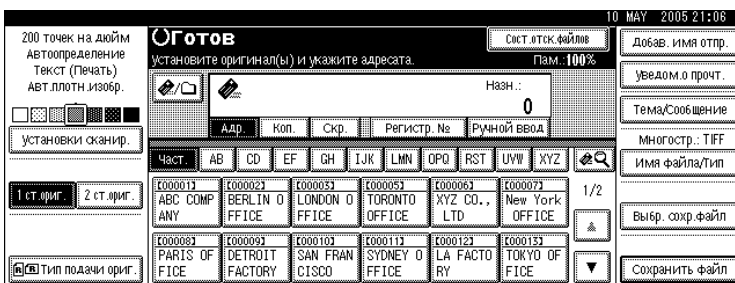 10 MAY 2005 21:06
200 точек на дюйм
Автоопределение
Текст (Печать)
Авт.плотн.изобр.
Установки сканир.
1 ст.ориг.
2 ст.ориг.
Тип подачи ориг.
Готов
Сост.отск.файлов
Установите оригинал(ы) и укажите адресата.
Пам.:100%
Назн.:
0
Адр.
Коп.
Скр.
Регистр. №
Ручной ввод
Част.
AB
CD
EF
GH
IJK
LMN
OPQ
RST
UVW
XYZ
[00001]
ABC COMP
ANY
[00002]
BERLIN O
FFICE
[00003]
LONDON O
FFICE
[00005]
TORONTO
OFFICE
[00006]
XYZ CO.,
LTD
[00007]
New York
OFFICE
1/2
[00008]
PARIS OF
FICE
[00009]
DETROIT
FACTORY
[00010]
SAN FRAN
CISCO
[00011]
SYDNEY O
FFICE
[00012]
LA FACTO
RY
[00013]
TOKYO OF
FICE
Добав. имя отпр.
Уведом.о прочт.
Тема/Сообщение
Многостр.: TIFF
Имя файла/Тип
Выбр. сохр.файл
Сохранить файл